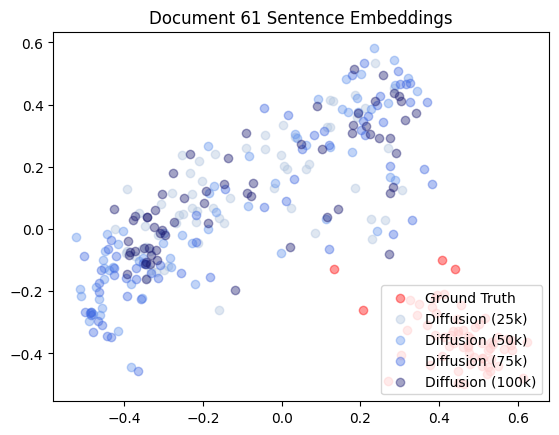 Document 61 Sentence Embeddings
0.6
0.4
0.2
0.0
−0.2
−0.4
−0.4
−0.2
0.0
0.2
0.4
0.6
Ground Truth
Diffusion (25k)
Diffusion (50k)
Diffusion (75k)
Diffusion (100k)